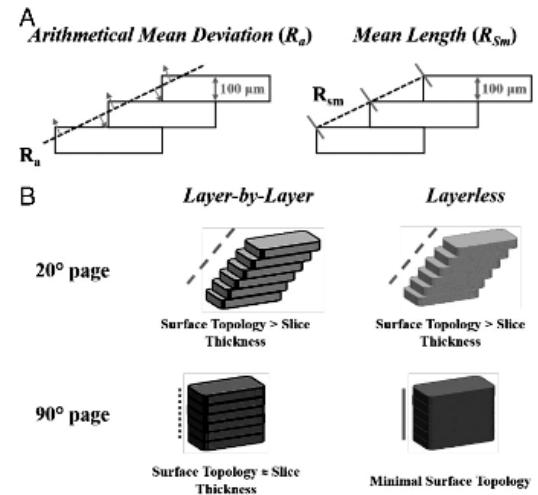 A
Arithmetical Mean Deviation (Ra) Mean Length (RSm)
100 μm
Ra
Rsm
100 μm
B
Layer-by-Layer Layerless
20° page
Surface Topology > Slice
Thickness
Surface Topology > Slice
Thickness
90° page
Surface Topology ≈ Slice
Thickness
Minimal Surface Topology